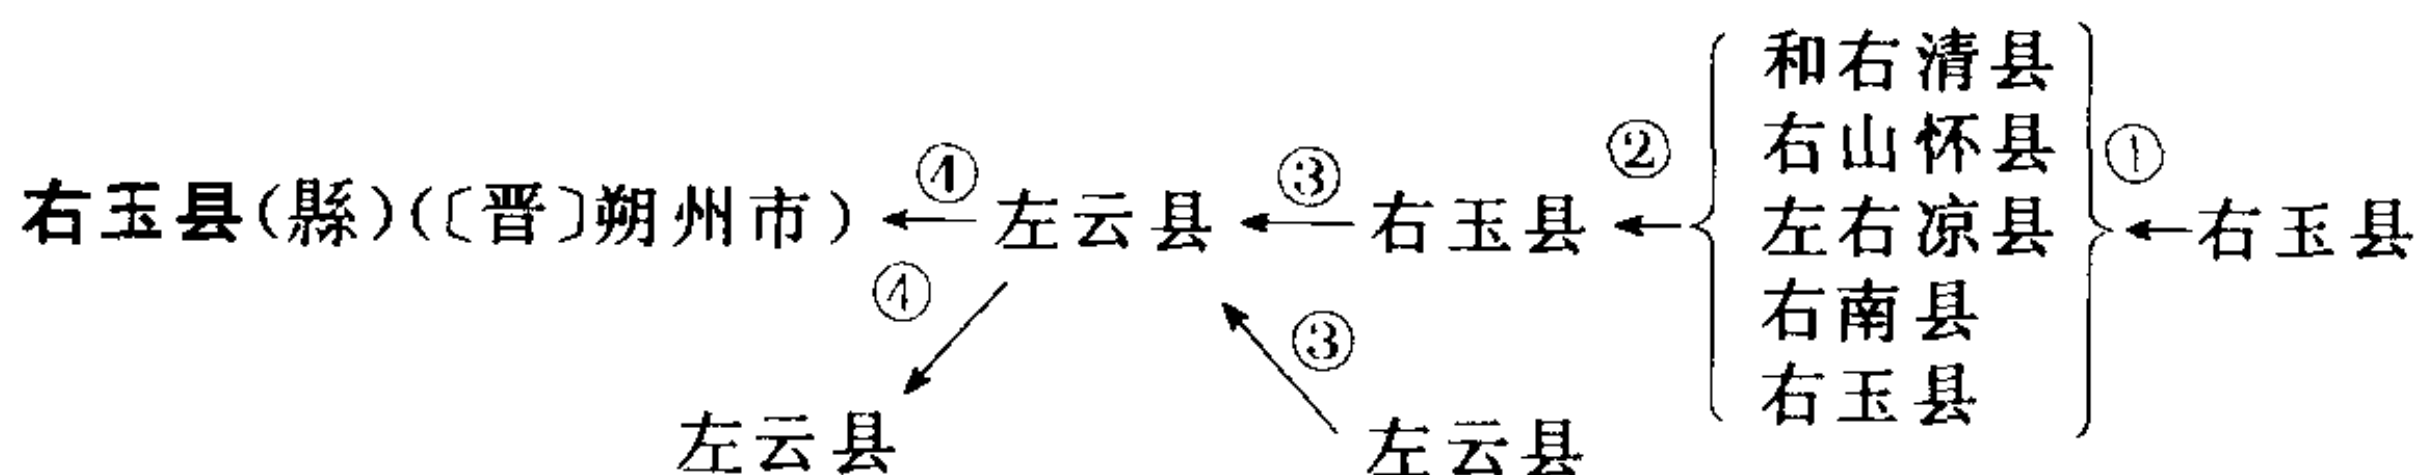 和右清县
右山怀县
左右凉县
右南县
右玉县
② ①
④ ③
右玉县(縣)(〔晋〕朔州市) ← 左云县 ← 右玉县 ← ← 右玉县
④ ③
左云县 左云县